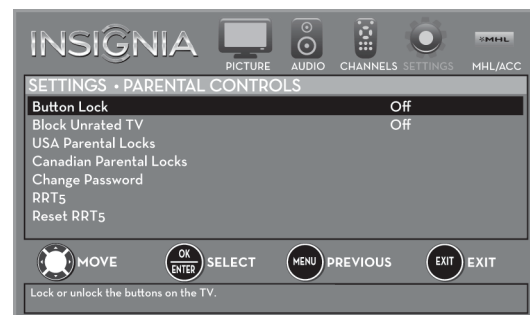 INSIGNIA
PICTURE AUDIO CHANNELS SETTINGS MHL MHL/ACC
SETTINGS • PARENTAL CONTROLS
Button Lock Off
Block Unrated TV Off
USA Parental Locks
Canadian Parental Locks
Change Password
RRT5
Reset RRT5
MOVE OK ENTER SELECT MENU PREVIOUS EXIT EXIT
Lock or unlock the buttons on the TV.